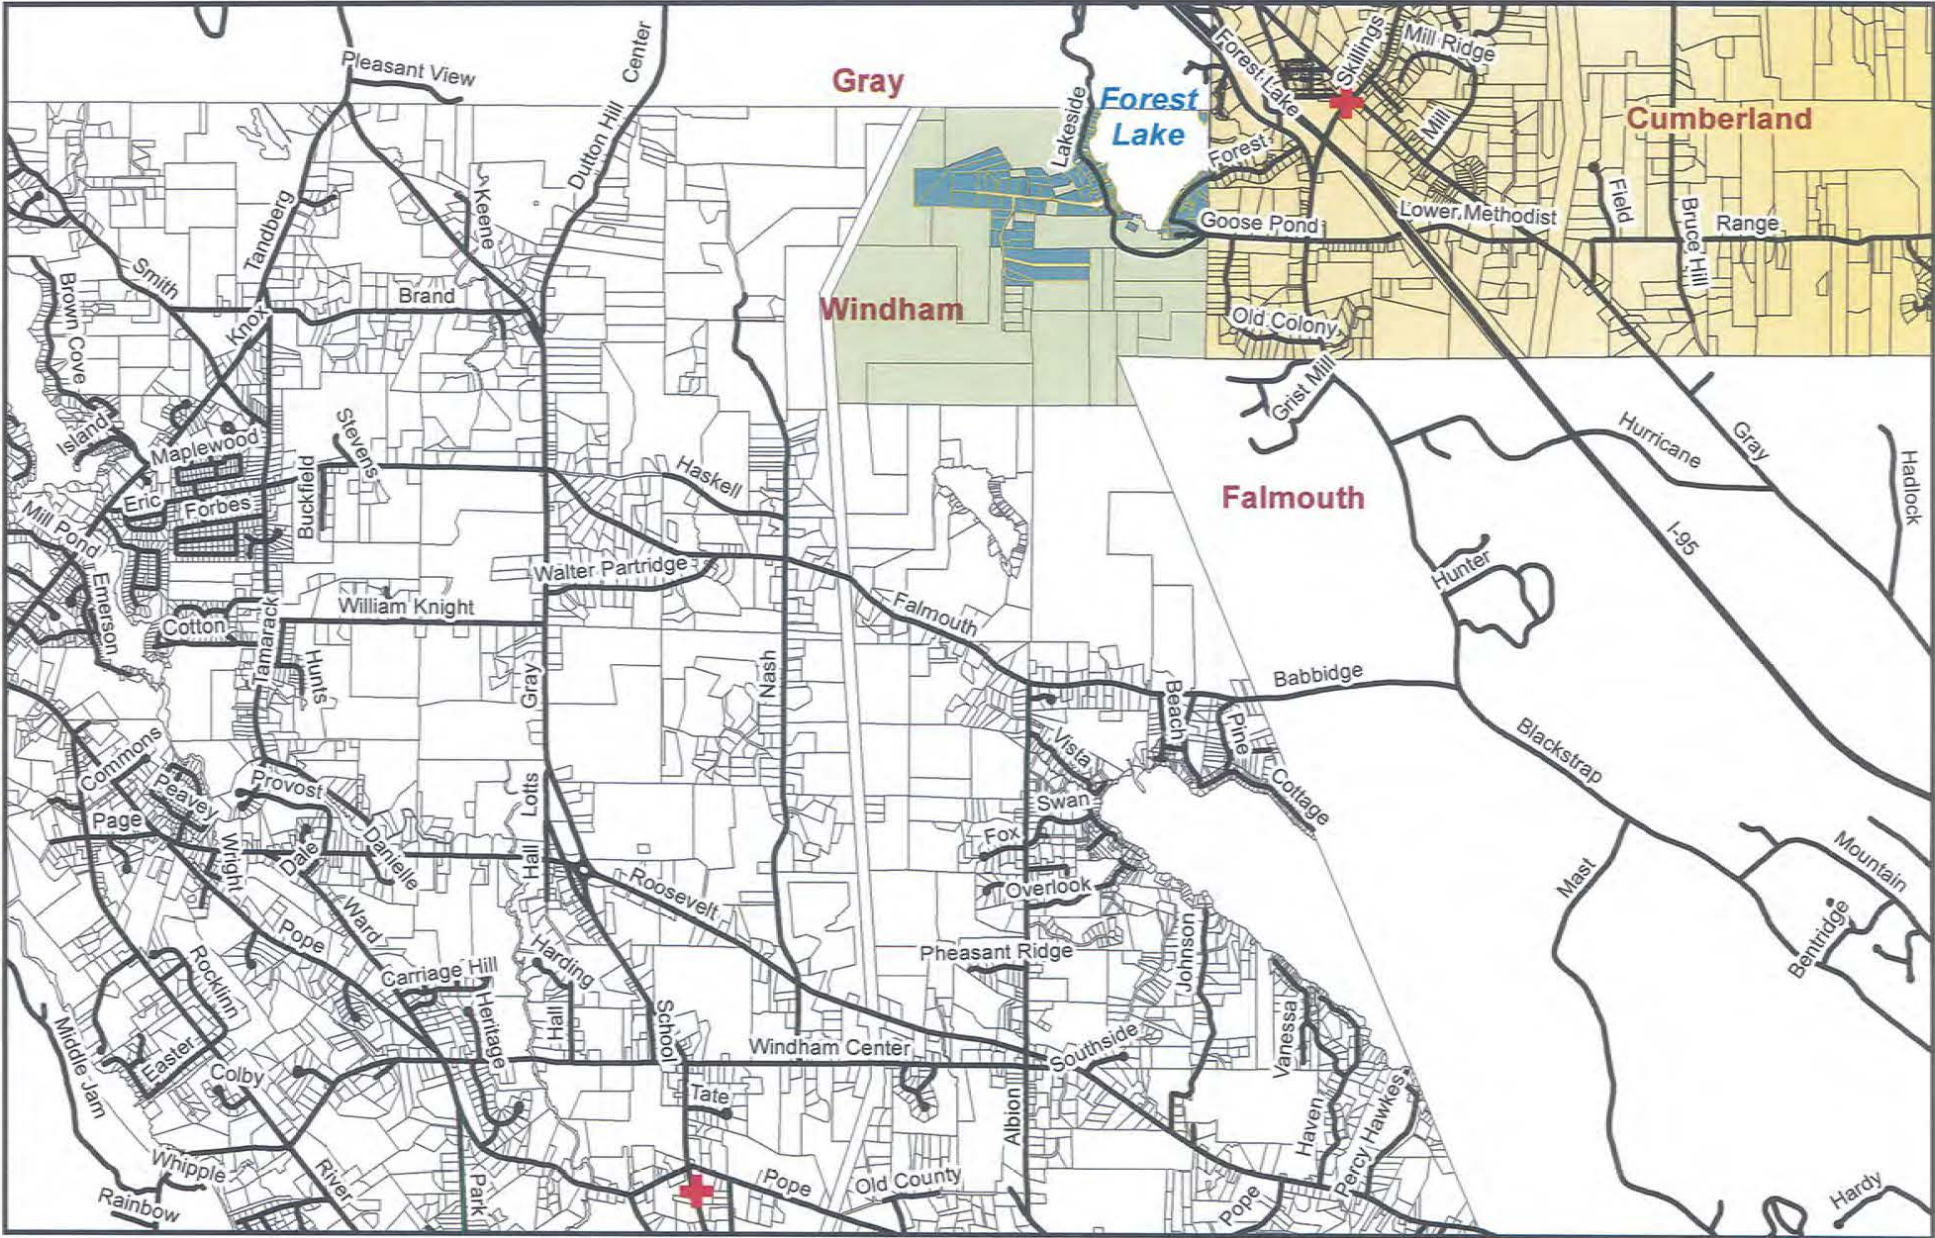 Pleasant View
Center
Gray
Forest
Lake
Forest Lake
Skillings
Mill Ridge
Mill
Cumberland
Lakeside
Forest
Dutton Hill
Keene
Tandberg
Goose Pond
Lower Methodist
Field
Bruce Hill
Range
Smith
Brown Cove
Knox
Brand
Windham
Old Colony
Grist Mill
Island
Maplewood
Stevens
Buckfield
Haskell
Hurricane
Gray
Hadlock
Falmouth
Eric
Forbes
Mill Pond
Emerson
I-95
Walter Partridge
Hunter
William Knight
Cotton
Tamarack
Hunts
Falmouth
Gray
Nash
Babbidge
Beach
Pine
Vista
Blackstrap
Cottage
Commons
Peavey
Provost
Lotts
Swan
Page
Wright
Dale
Danielle
Hall
Fox
Roosevelt
Overlook
Mast
Mountain
Bentridge
Ward
Pope
Rocklinn
Carriage Hill
Harding
Pheasant Ridge
Johnson
Heritage
Hall
School
Middle Jam
Easter
Colby
Windham Center
Southside
Vanessa
Tate
Albion
Haven
Percy Hawkes
Whipple
Rainbow
River
Park
Pope
Old County
Pope
Hardy